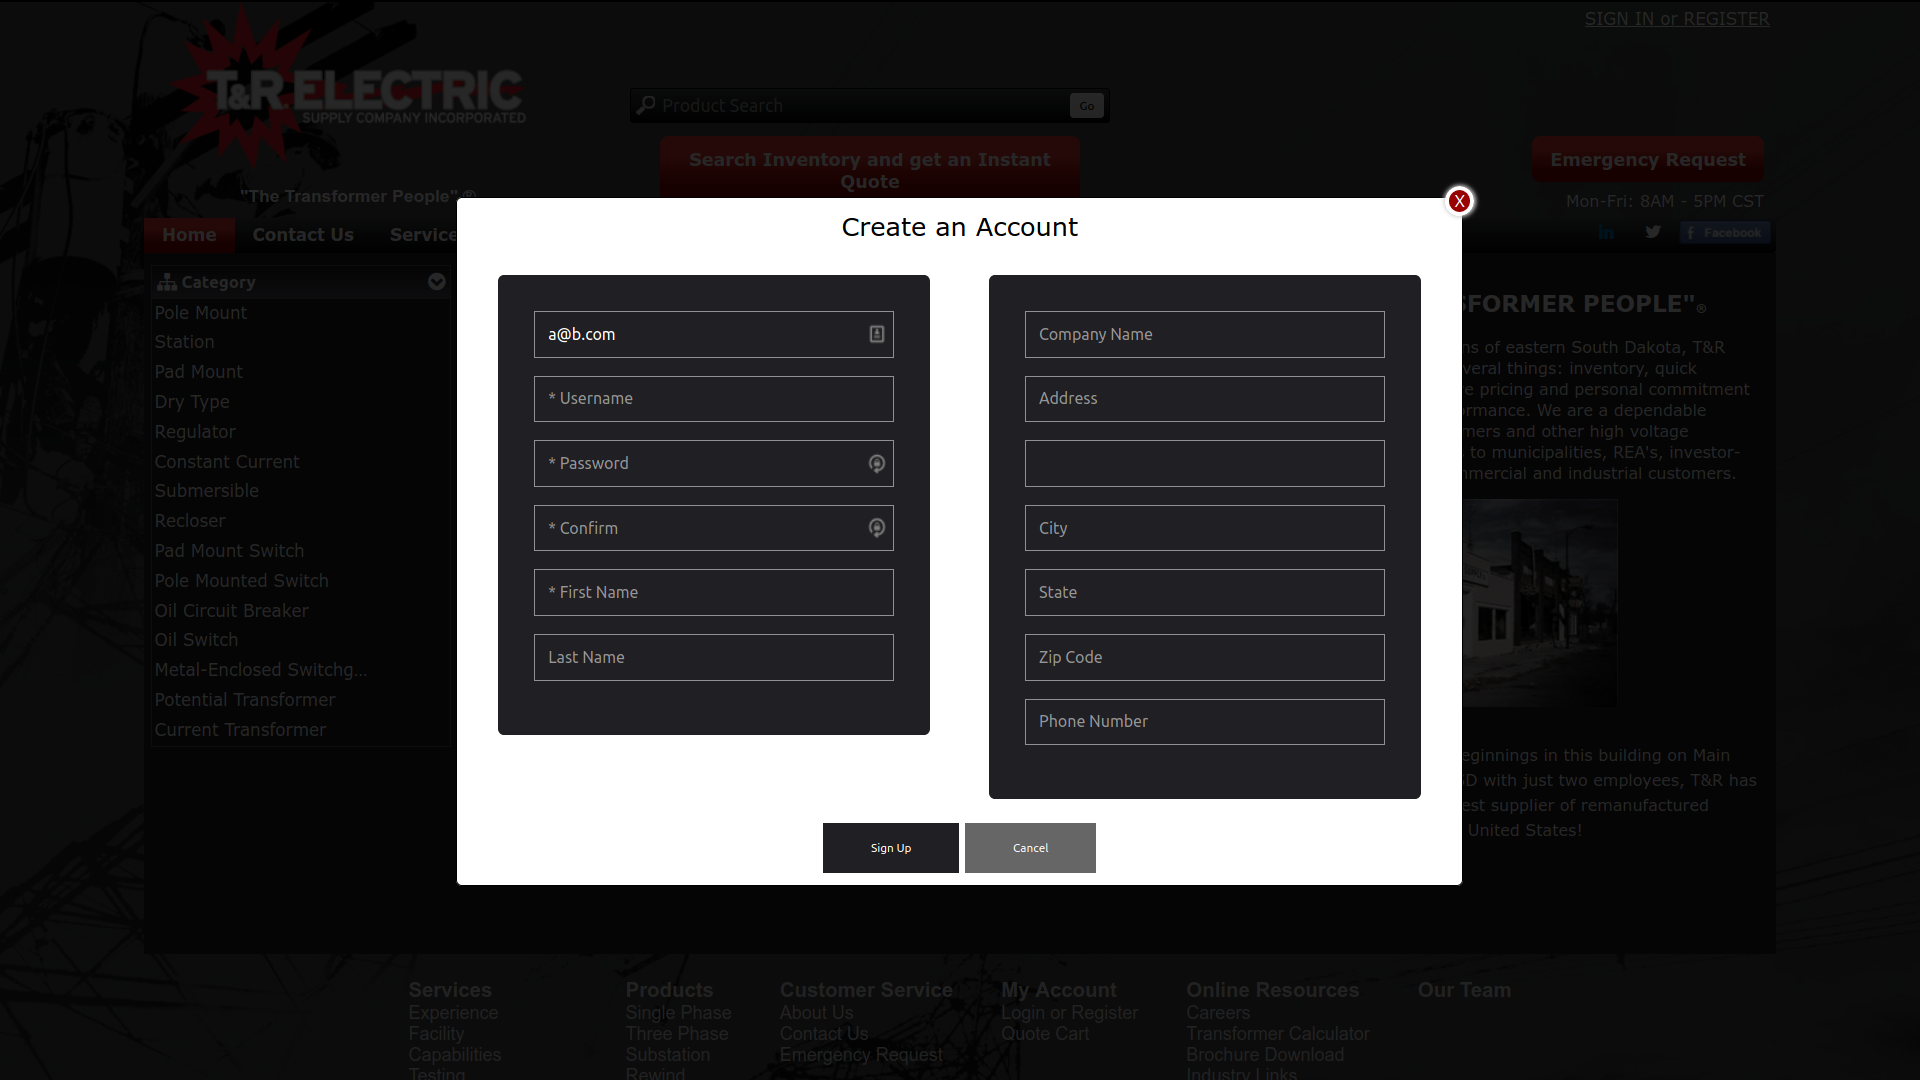 SIGN IN or REGISTER
T&R ELECTRIC
SUPPLY COMPANY INCORPORATED
Product Search
Go
Search Inventory and get an Instant
Quote
Emergency Request
"The Transformer People" ®
Mon-Fri: 8AM - 5PM CST
Home
Contact Us
Service
in
f Facebook
X
Create an Account
Category
Pole Mount
Station
Pad Mount
Dry Type
Regulator
Constant Current
Submersible
Recloser
Pad Mount Switch
Pole Mounted Switch
Oil Circuit Breaker
Oil Switch
Metal-Enclosed Switchg...
Potential Transformer
Current Transformer
a@b.com
* Username
* Password
* Confirm
* First Name
Last Name
Company Name
Address
City
State
Zip Code
Phone Number
Sign Up
Cancel
SFORMER PEOPLE"®
ns of eastern South Dakota, T&R
veral things: inventory, quick
e pricing and personal commitment
ormance. We are a dependable
mers and other high voltage
to municipalities, REA's, investor-
mmercial and industrial customers.
eginnings in this building on Main
SD with just two employees, T&R has
est supplier of remanufactured
United States!
Services
Experience
Facility
Capabilities
Testing
Products
Single Phase
Three Phase
Substation
Rewind
Customer Service
About Us
Contact Us
Emergency Request
My Account
Login or Register
Quote Cart
Online Resources
Careers
Transformer Calculator
Brochure Download
Industry Links
Our Team